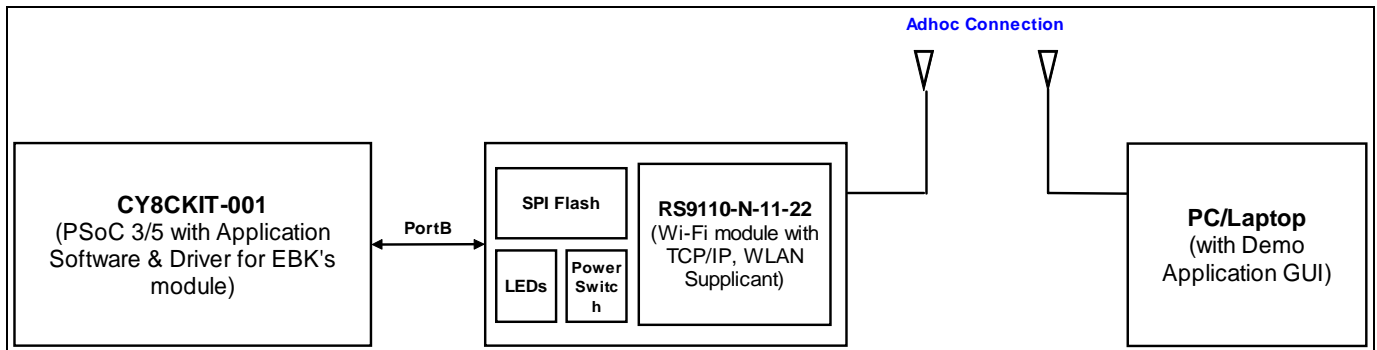 Adhoc Connection
CY8CKIT-001
(PSoC 3/5 with Application
Software & Driver for EBK's
module)
PortB
SPI Flash
LEDs
Power
Switc
h
RS9110-N-11-22
(Wi-Fi module with
TCP/IP, WLAN
Supplicant)
PC/Laptop
(with Demo
Application GUI)